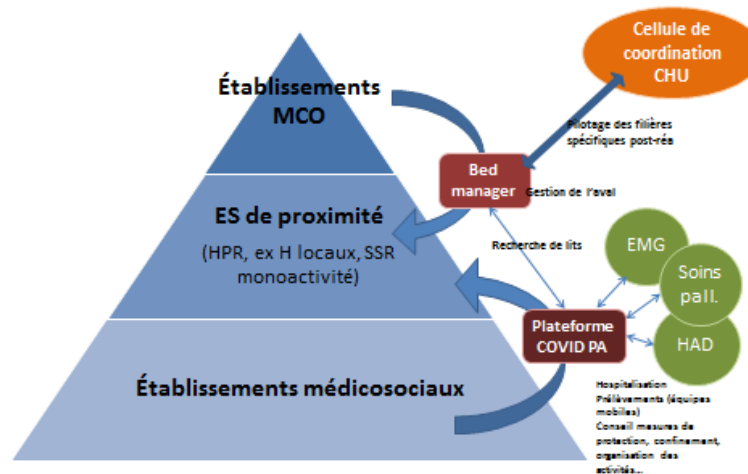 Cellule de
coordination
CHU
Établissements
MCO
Pilotage des filières
spécifiques post-réa
Bed
manager
Gestion de l'aval
ES de proximité
(HPR, ex H locaux, SSR
monoactivité)
Recherche de lits
EMG
Soins
pall.
HAD
Plateforme
COVID PA
Établissements médicosociaux
Hospitalisation
Prélèvements (équipes
mobiles)
Conseil mesures de
protection, confinement,
organisation des
activités...